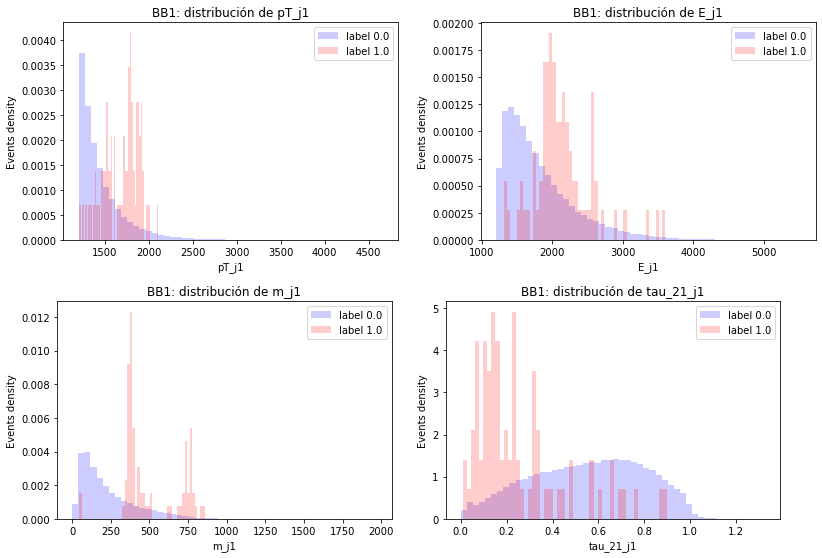 BB1: distribución de pT_j1
label 0.0
label 1.0
Events density
0.0040
0.0035
0.0030
0.0025
0.0020
0.0015
0.0010
0.0005
0.0000
1500 2000 2500 3000 3500 4000 4500
pT_j1
BB1: distribución de E_j1
label 0.0
label 1.0
Events density
0.00200
0.00175
0.00150
0.00125
0.00100
0.00075
0.00050
0.00025
0.00000
1000 2000 3000 4000 5000
E_j1
BB1: distribución de m_j1
label 0.0
label 1.0
Events density
0.012
0.010
0.008
0.006
0.004
0.002
0.000
0 250 500 750 1000 1250 1500 1750 2000
m_j1
BB1: distribución de tau_21_j1
label 0.0
label 1.0
Events density
5
4
3
2
1
0
0.0 0.2 0.4 0.6 0.8 1.0 1.2
tau_21_j1